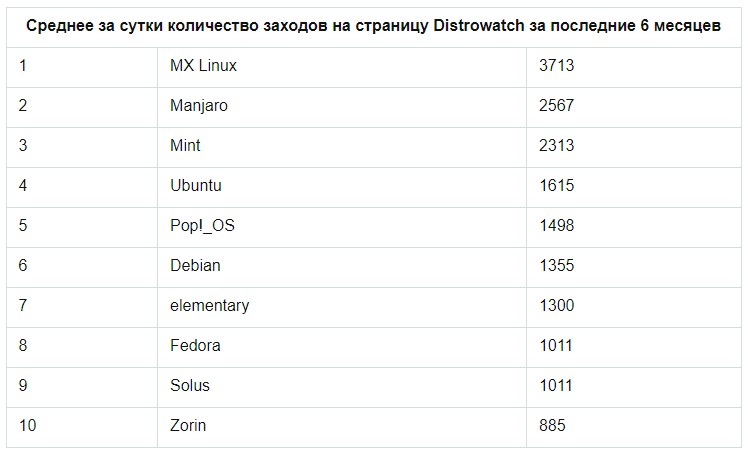 Среднее за сутки количество заходов на страницу Distrowatch за последние 6 месяцев
1 MX Linux 3713
2 Manjaro 2567
3 Mint 2313
4 Ubuntu 1615
5 Pop!_OS 1498
6 Debian 1355
7 elementary 1300
8 Fedora 1011
9 Solus 1011
10 Zorin 885